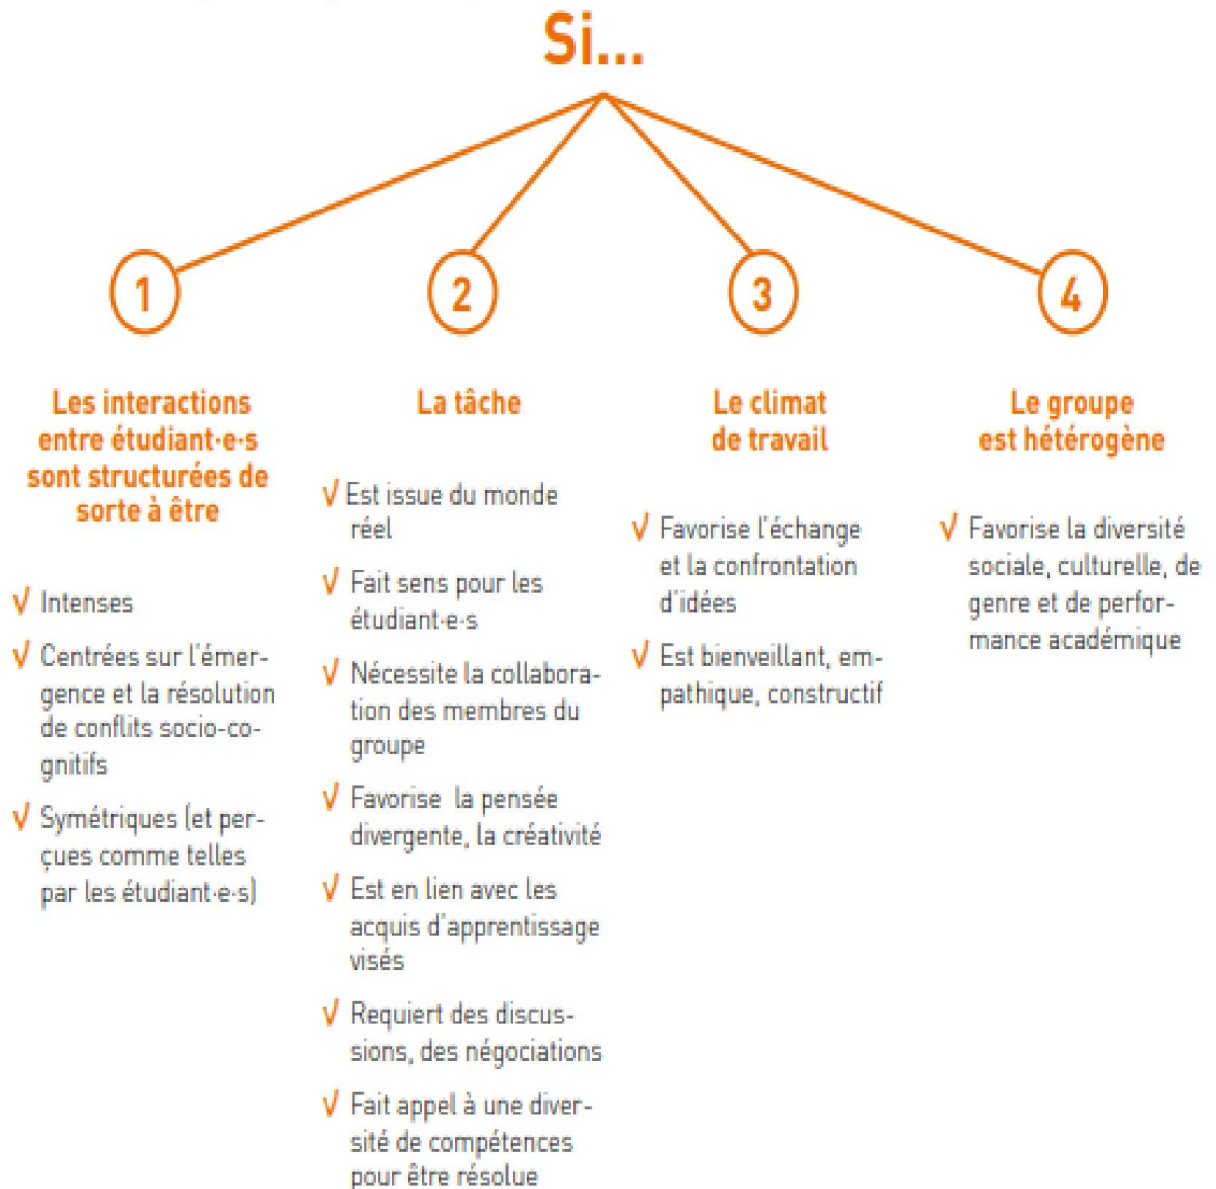 Si...
1
Les interactions
entre étudiant·e·s
sont structurées de
sorte à être
√ Intenses
√ Centrées sur l'émer-
gence et la résolution
de conflits socio-co-
gnitifs
√ Symétriques (et per-
çues comme telles
par les étudiant·e·s)
2
La tâche
√ Est issue du monde
réel
√ Fait sens pour les
étudiant·e·s
√ Nécessite la collabora-
tion des membres du
groupe
√ Favorise la pensée
divergente, la créativité
√ Est en lien avec les
acquis d'apprentissage
visés
√ Requiert des discus-
sions, des négociations
√ Fait appel à une diver-
sité de compétences
pour être résolue
3
Le climat
de travail
√ Favorise l'échange
et la confrontation
d'idées
√ Est bienveillant, em-
pathique, constructif
4
Le groupe
est hétérogène
√ Favorise la diversité
sociale, culturelle, de
genre et de perfor-
mance académique